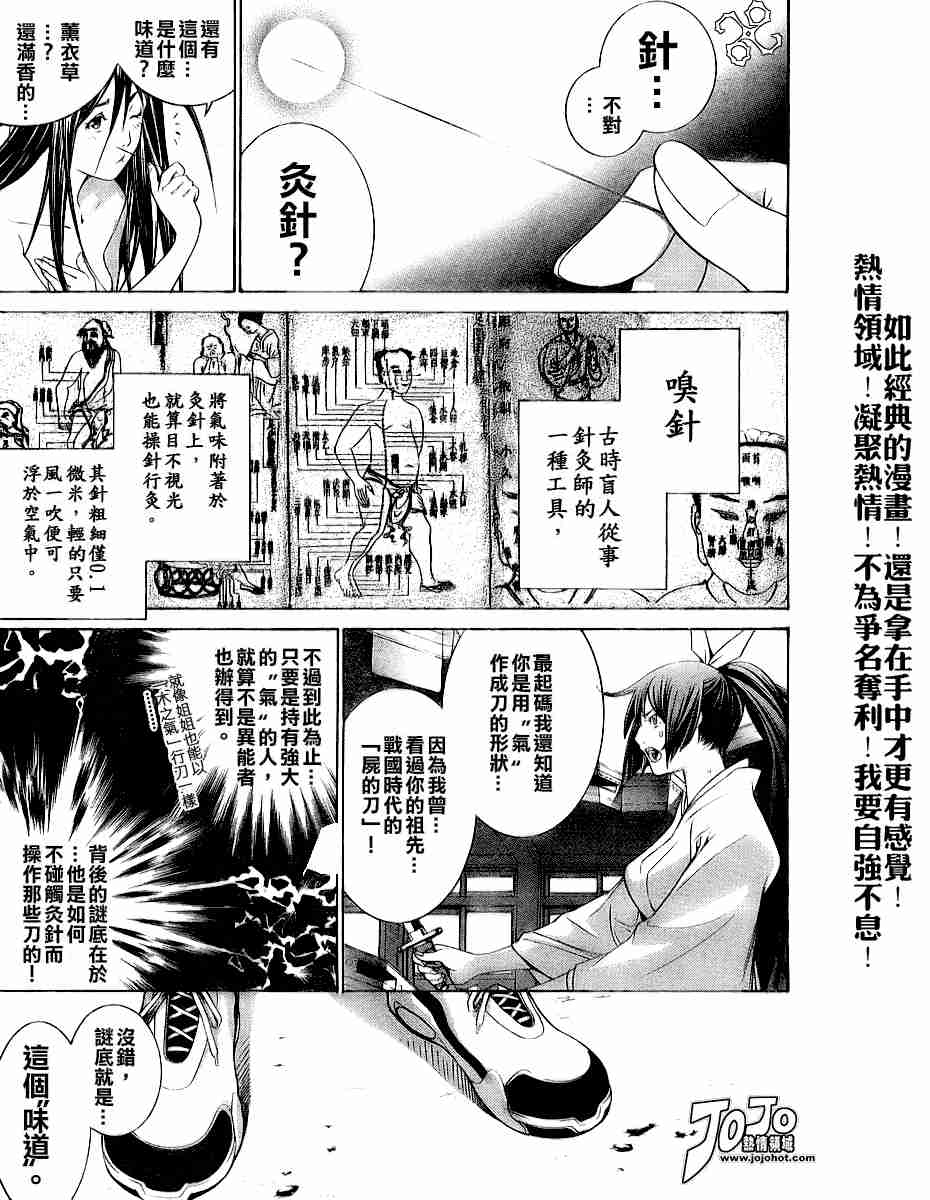 針…
不對
…
灸針？
還有
這個…
是什麼
味道？
薰衣草
…？
還滿香的…
嗅針
古時盲人從事
針灸師的
一種工具，
將氣味附著於
灸針上，
就算目不視光
也能操針行灸。
其針粗細僅0.1
微米，輕的只要
風一吹便可
浮於空氣中。
最起碼我還知道
你是用〝氣〞
作成刀的形狀…
因為我曾…
看過你的祖先…
戰國時代的
「屍的刀」！
不過到此為止…
只要是持有強大
的〝氣〞的人，
就算不是異能者
也辦得到。
就像姐姐也能以
「木之氣」行刃一樣
………
背後的謎底在於
…他是如何
不碰觸灸針而
操作那些刀的！
沒錯，
謎底就是…
這個〝味道〞。
如此經典的漫畫！還是拿在手中才更有感覺！
熱情領域！凝聚熱情！不為爭名奪利！我要自強不息！
JOJO
熱情領域
www.jojohot.com